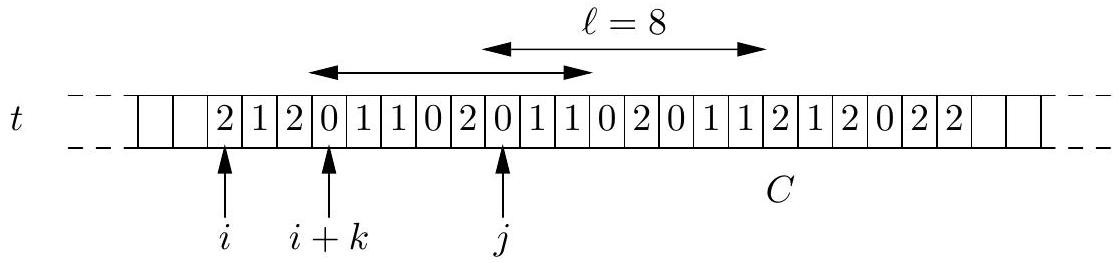 ℓ = 8
t 2 1 2 0 1 1 0 2 0 1 1 0 2 0 1 1 2 1 2 0 2 2
C
i i + k j